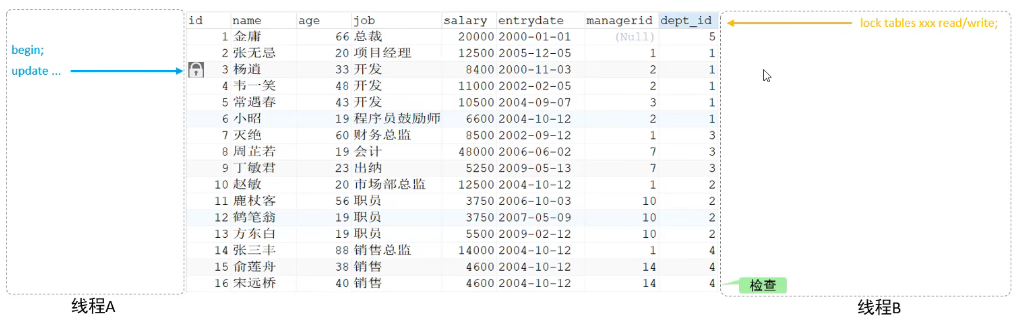 id name age job salary entrydate managerid dept_id
lock tables xxx read/write;
1 金庸 66 总裁 20000 2000-01-01 (Null) 5
begin;
2 张无忌 20 项目经理 12500 2005-12-05 1 1
update ...
3 杨逍 33 开发 8400 2000-11-03 2 1
4 韦一笑 48 开发 11000 2002-02-05 2 1
5 常遇春 43 开发 10500 2004-09-07 3 1
6 小昭 19 程序员鼓励师 6600 2004-10-12 2 1
7 灭绝 60 财务总监 8500 2002-09-12 1 3
8 周芷若 19 会计 48000 2006-06-02 7 3
9 丁敏君 23 出纳 5250 2009-05-13 7 3
10 赵敏 20 市场部总监 12500 2004-10-12 1 2
11 鹿杖客 56 职员 3750 2006-10-03 10 2
12 鹤笔翁 19 职员 3750 2007-05-09 10 2
13 方东白 19 职员 5500 2009-02-12 10 2
14 张三丰 88 销售总监 14000 2004-10-12 1 4
15 俞莲舟 38 销售 4600 2004-10-12 14 4
16 宋远桥 40 销售 4600 2004-10-12 14 4
检查
线程A
线程B